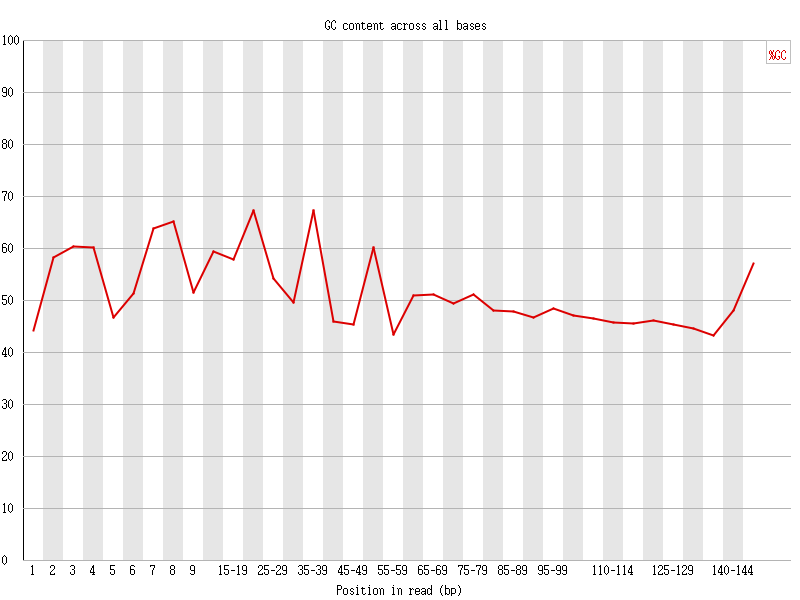 GC content across all bases
%GC
100
90
80
70
60
50
40
30
20
10
0
1 2 3 4 5 6 7 8 9 15-19 25-29 35-39 45-49 55-59 65-69 75-79 85-89 95-99 110-114 125-129 140-144
Position in read (bp)